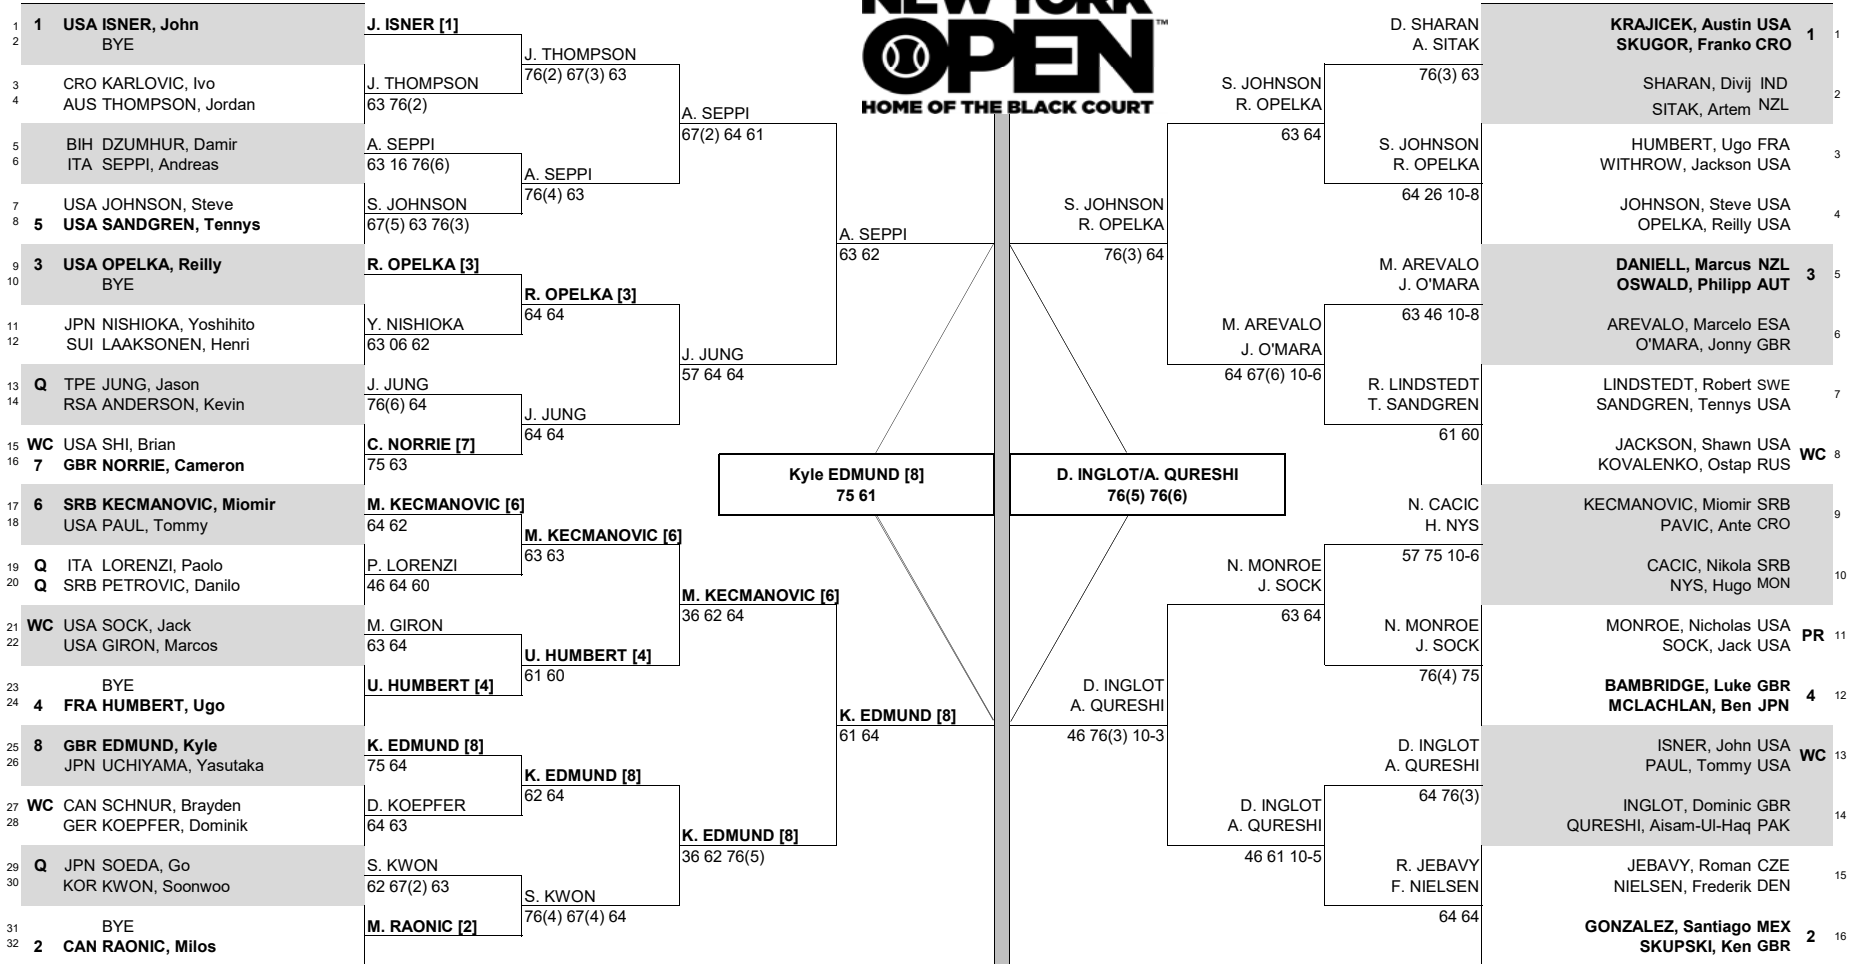 NEW YORK
OPEN™
HOME OF THE BLACK COURT
1 1 USA ISNER, John
2 BYE
3 CRO KARLOVIC, Ivo
4 AUS THOMPSON, Jordan
5 BIH DZUMHUR, Damir
6 ITA SEPPI, Andreas
7 USA JOHNSON, Steve
8 5 USA SANDGREN, Tennys
9 3 USA OPELKA, Reilly
10 BYE
11 JPN NISHIOKA, Yoshihito
12 SUI LAAKSONEN, Henri
13 Q TPE JUNG, Jason
14 RSA ANDERSON, Kevin
15 WC USA SHI, Brian
16 7 GBR NORRIE, Cameron
17 6 SRB KECMANOVIC, Miomir
18 USA PAUL, Tommy
19 Q ITA LORENZI, Paolo
20 Q SRB PETROVIC, Danilo
21 WC USA SOCK, Jack
22 USA GIRON, Marcos
23 BYE
24 4 FRA HUMBERT, Ugo
25 8 GBR EDMUND, Kyle
26 JPN UCHIYAMA, Yasutaka
27 WC CAN SCHNUR, Brayden
28 GER KOEPFER, Dominik
29 Q JPN SOEDA, Go
30 KOR KWON, Soonwoo
31 BYE
32 2 CAN RAONIC, Milos
J. ISNER [1]
J. THOMPSON
63 76(2)
A. SEPPI
63 16 76(6)
S. JOHNSON
67(5) 63 76(3)
R. OPELKA [3]
Y. NISHIOKA
63 06 62
J. JUNG
76(6) 64
C. NORRIE [7]
75 63
M. KECMANOVIC [6]
64 62
P. LORENZI
46 64 60
M. GIRON
63 64
U. HUMBERT [4]
K. EDMUND [8]
75 64
D. KOEPFER
64 63
S. KWON
62 67(2) 63
M. RAONIC [2]
J. THOMPSON
76(2) 67(3) 63
A. SEPPI
76(4) 63
R. OPELKA [3]
64 64
J. JUNG
64 64
M. KECMANOVIC [6]
63 63
U. HUMBERT [4]
61 60
K. EDMUND [8]
62 64
S. KWON
76(4) 67(4) 64
A. SEPPI
67(2) 64 61
J. JUNG
57 64 64
M. KECMANOVIC [6]
36 62 64
K. EDMUND [8]
36 62 76(5)
A. SEPPI
63 62
K. EDMUND [8]
61 64
Kyle EDMUND [8]
75 61
D. INGLOT/A. QURESHI
76(5) 76(6)
S. JOHNSON
R. OPELKA
76(3) 64
D. INGLOT
A. QURESHI
46 76(3) 10-3
S. JOHNSON
R. OPELKA
63 64
M. AREVALO
J. O'MARA
64 67(6) 10-6
N. MONROE
J. SOCK
63 64
D. INGLOT
A. QURESHI
46 61 10-5
D. SHARAN
A. SITAK
76(3) 63
S. JOHNSON
R. OPELKA
64 26 10-8
M. AREVALO
J. O'MARA
63 46 10-8
R. LINDSTEDT
T. SANDGREN
61 60
N. CACIC
H. NYS
57 75 10-6
N. MONROE
J. SOCK
76(4) 75
D. INGLOT
A. QURESHI
64 76(3)
R. JEBAVY
F. NIELSEN
64 64
KRAJICEK, Austin USA
SKUGOR, Franko CRO
1 1
SHARAN, Divij IND
SITAK, Artem NZL
2
HUMBERT, Ugo FRA
WITHROW, Jackson USA
3
JOHNSON, Steve USA
OPELKA, Reilly USA
4
DANIELL, Marcus NZL
OSWALD, Philipp AUT
3 5
AREVALO, Marcelo ESA
O'MARA, Jonny GBR
6
LINDSTEDT, Robert SWE
SANDGREN, Tennys USA
7
JACKSON, Shawn USA
KOVALENKO, Ostap RUS
WC 8
KECMANOVIC, Miomir SRB
PAVIC, Ante CRO
9
CACIC, Nikola SRB
NYS, Hugo MON
10
MONROE, Nicholas USA
SOCK, Jack USA
PR 11
BAMBRIDGE, Luke GBR
MCLACHLAN, Ben JPN
4 12
ISNER, John USA
PAUL, Tommy USA
WC 13
INGLOT, Dominic GBR
QURESHI, Aisam-Ul-Haq PAK
14
JEBAVY, Roman CZE
NIELSEN, Frederik DEN
15
GONZALEZ, Santiago MEX
SKUPSKI, Ken GBR
2 16